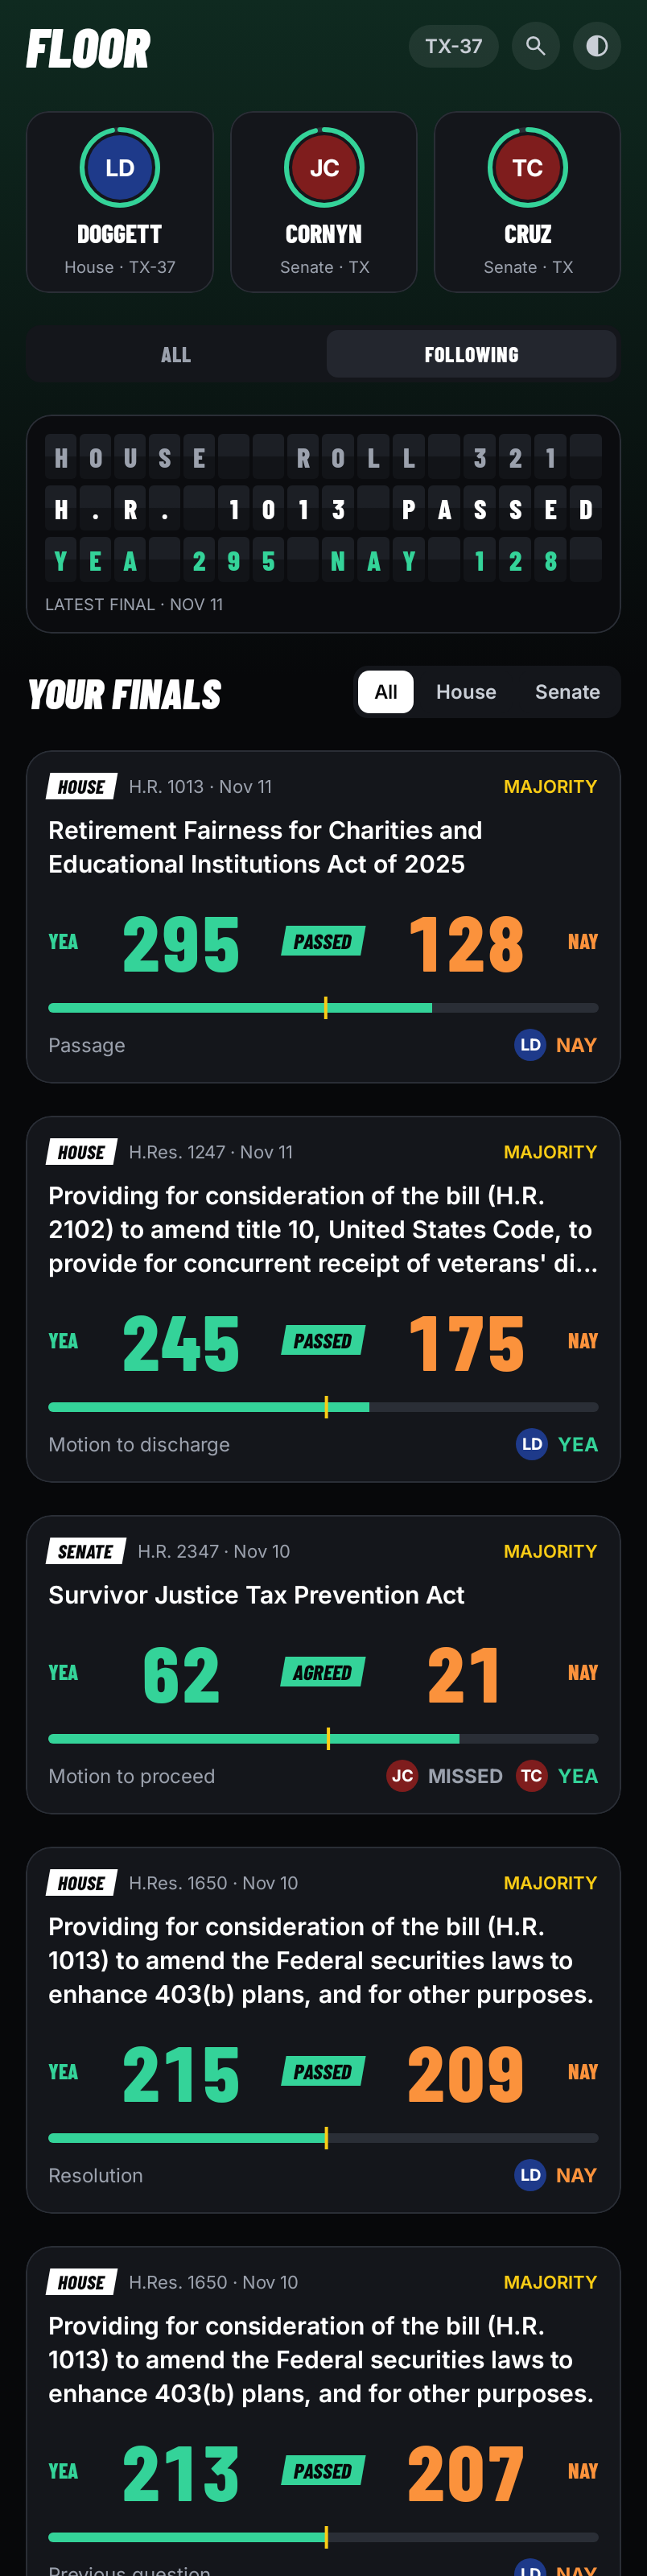 FLOOR
TX-37
LD
JC
TC
DOGGETT
CORNYN
CRUZ
House · TX-37
Senate · TX
Senate · TX
ALL
FOLLOWING
HOUSE ROLL 321
H.R. 1013 PASSED
YEA 295 NAY 128
LATEST FINAL · NOV 11
YOUR FINALS
All
House
Senate
HOUSE H.R. 1013 · Nov 11 MAJORITY
Retirement Fairness for Charities and
Educational Institutions Act of 2025
YEA 295 PASSED 128 NAY
Passage LD NAY
HOUSE H.Res. 1247 · Nov 11 MAJORITY
Providing for consideration of the bill (H.R.
2102) to amend title 10, United States Code, to
provide for concurrent receipt of veterans' di...
YEA 245 PASSED 175 NAY
Motion to discharge LD YEA
SENATE H.R. 2347 · Nov 10 MAJORITY
Survivor Justice Tax Prevention Act
YEA 62 AGREED 21 NAY
Motion to proceed JC MISSED TC YEA
HOUSE H.Res. 1650 · Nov 10 MAJORITY
Providing for consideration of the bill (H.R.
1013) to amend the Federal securities laws to
enhance 403(b) plans, and for other purposes.
YEA 215 PASSED 209 NAY
Resolution LD NAY
HOUSE H.Res. 1650 · Nov 10 MAJORITY
Providing for consideration of the bill (H.R.
1013) to amend the Federal securities laws to
enhance 403(b) plans, and for other purposes.
YEA 213 PASSED 207 NAY
Previous question LD NAY